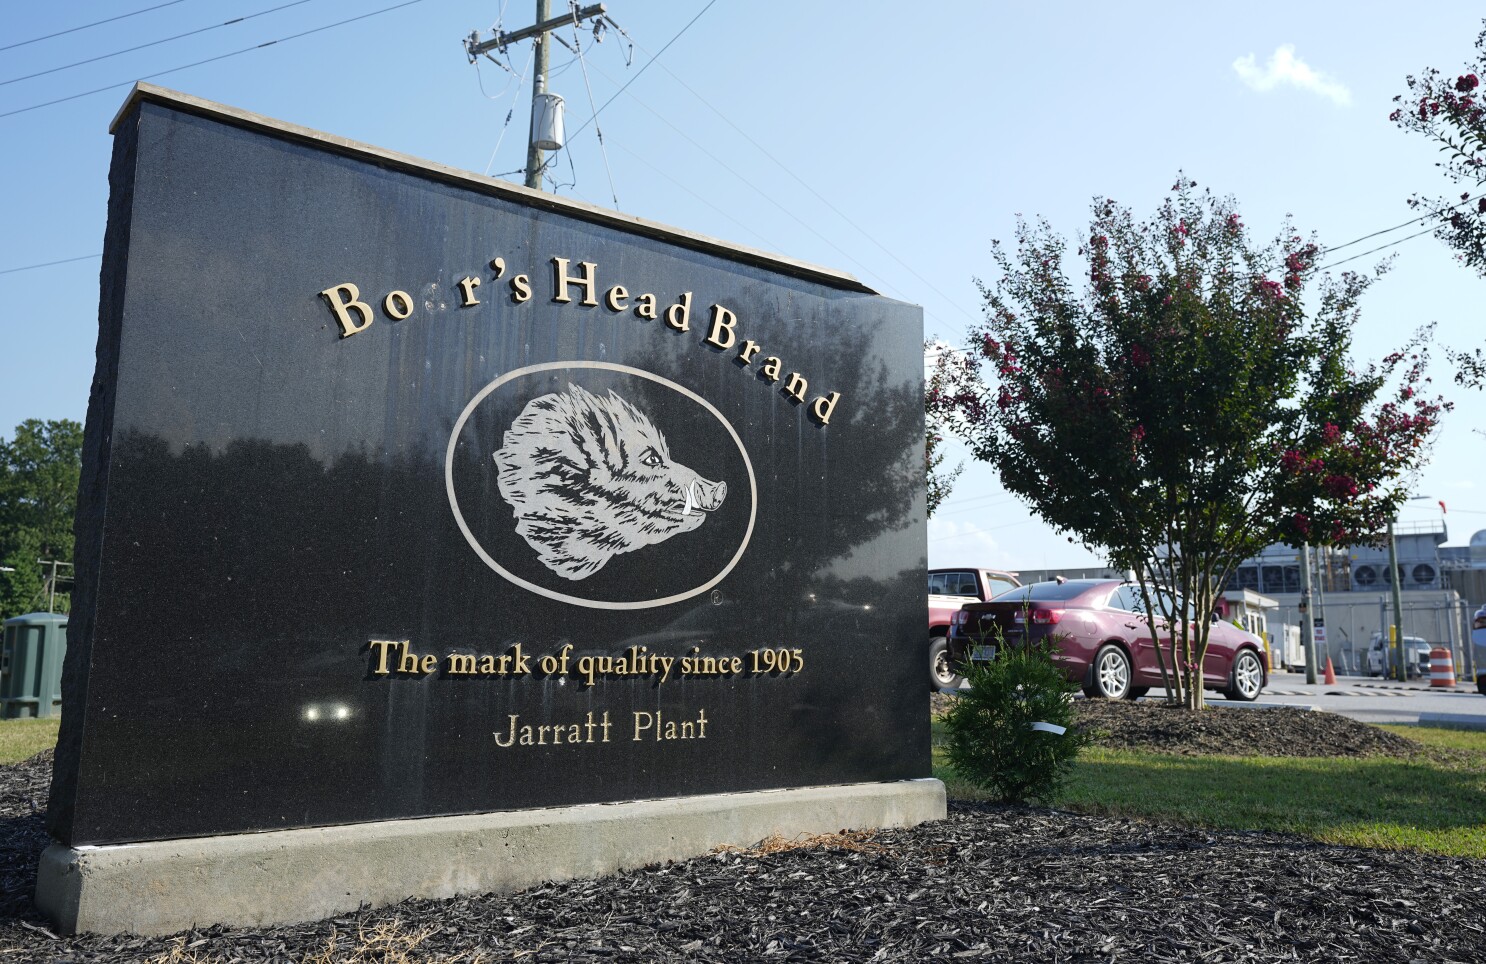 Bo r's Head Brand
®
The mark of quality since 1905
Jarratt Plant